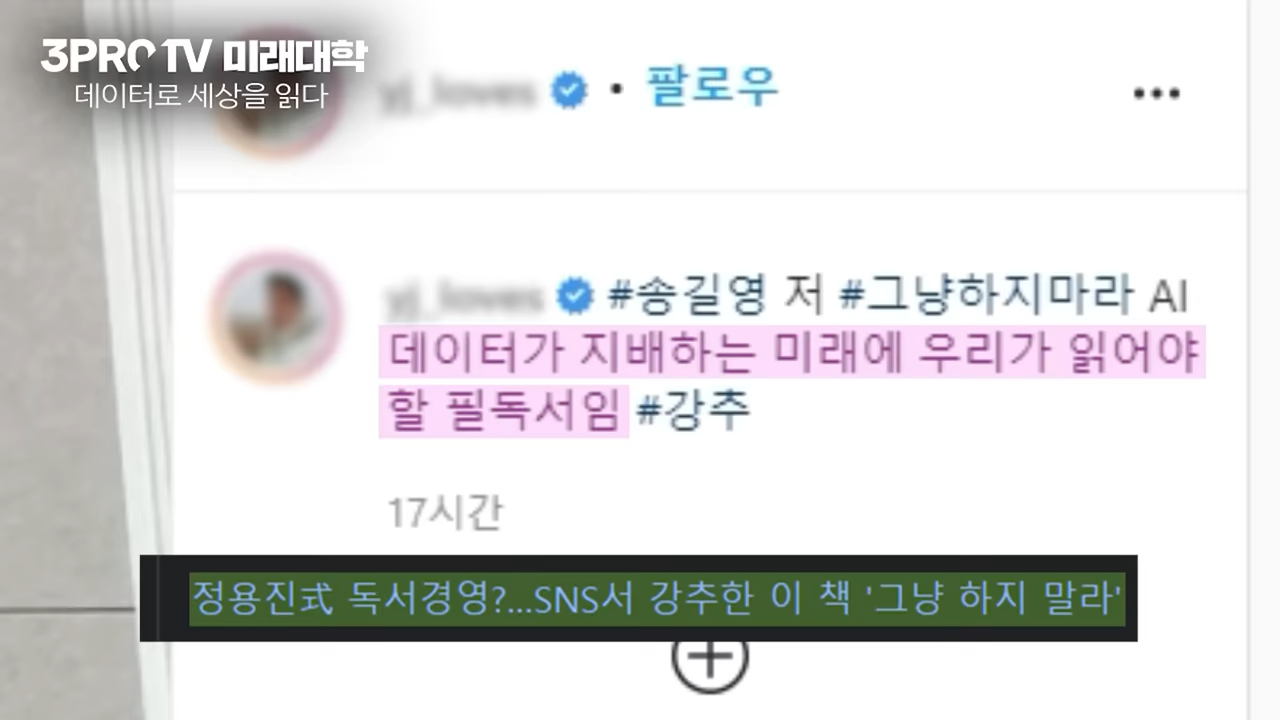 3PRO TV 미래대학
데이터로 세상을 읽다
• 팔로우
#송길영 저 #그냥하지마라 AI
데이터가 지배하는 미래에 우리가 읽어야
할 필독서임 #강추
17시간
정용진式 독서경영?...SNS서 강추한 이 책 '그냥 하지 말라'